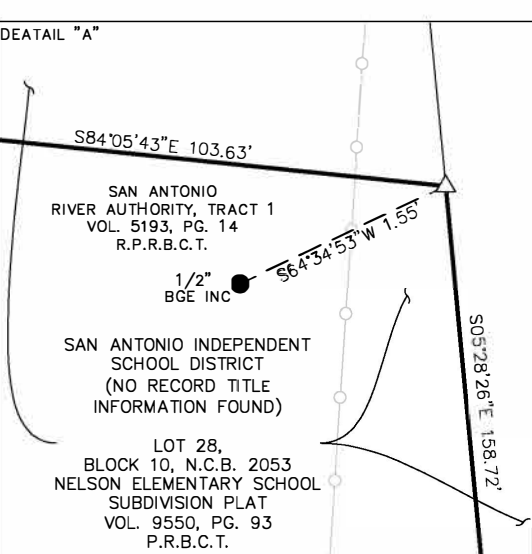 DEATAIL "A"
S84°05'43"E 103.63'
SAN ANTONIO
RIVER AUTHORITY, TRACT 1
VOL. 5193, PG. 14
R.P.R.B.C.T.
S64°34'53"W 1.55'
1/2"
BGE INC
S05°28'26"E 158.72'
SAN ANTONIO INDEPENDENT
SCHOOL DISTRICT
(NO RECORD TITLE
INFORMATION FOUND)
LOT 28,
BLOCK 10, N.C.B. 2053
NELSON ELEMENTARY SCHOOL
SUBDIVISION PLAT
VOL. 9550, PG. 93
P.R.B.C.T.